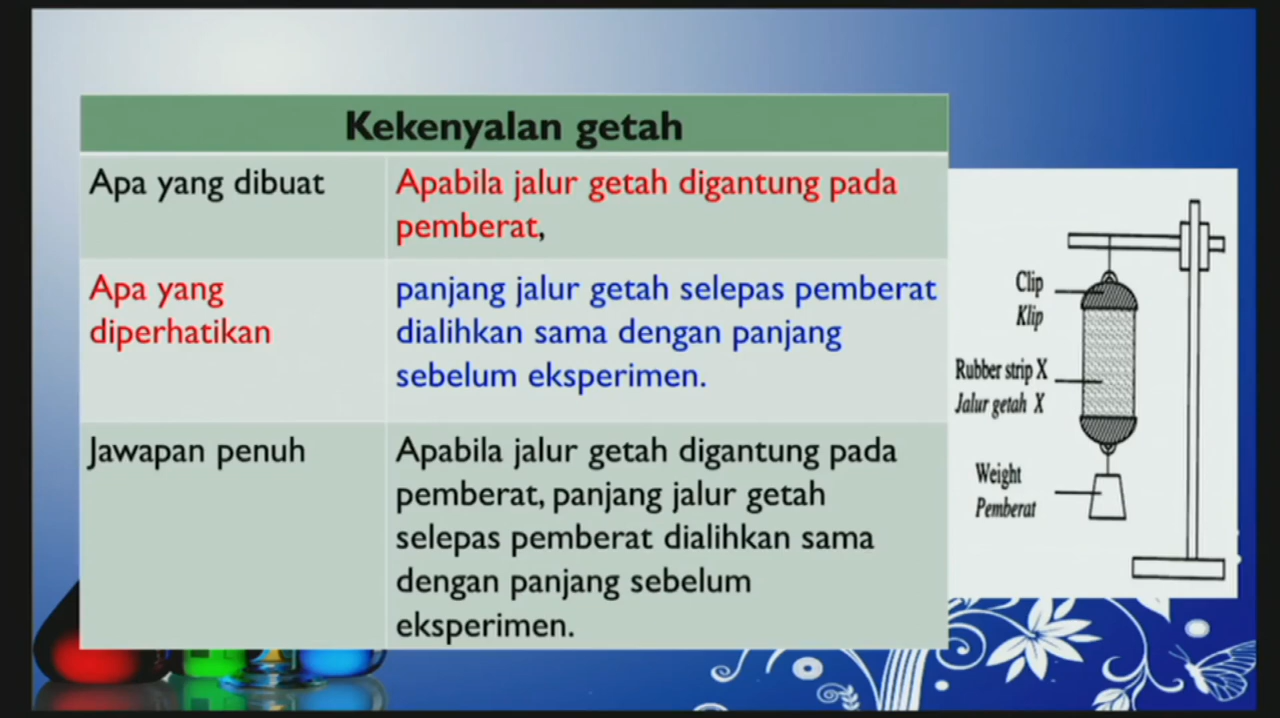 Kekenyalan getah
Apa yang dibuat
Apabila jalur getah digantung pada
pemberat,
Apa yang
diperhatikan
panjang jalur getah selepas pemberat
dialihkan sama dengan panjang
sebelum eksperimen.
Jawapan penuh
Apabila jalur getah digantung pada
pemberat, panjang jalur getah
selepas pemberat dialihkan sama
dengan panjang sebelum
eksperimen.
Clip
Klip
Rubber strip X
Jalur getah X
Weight
Pemberat